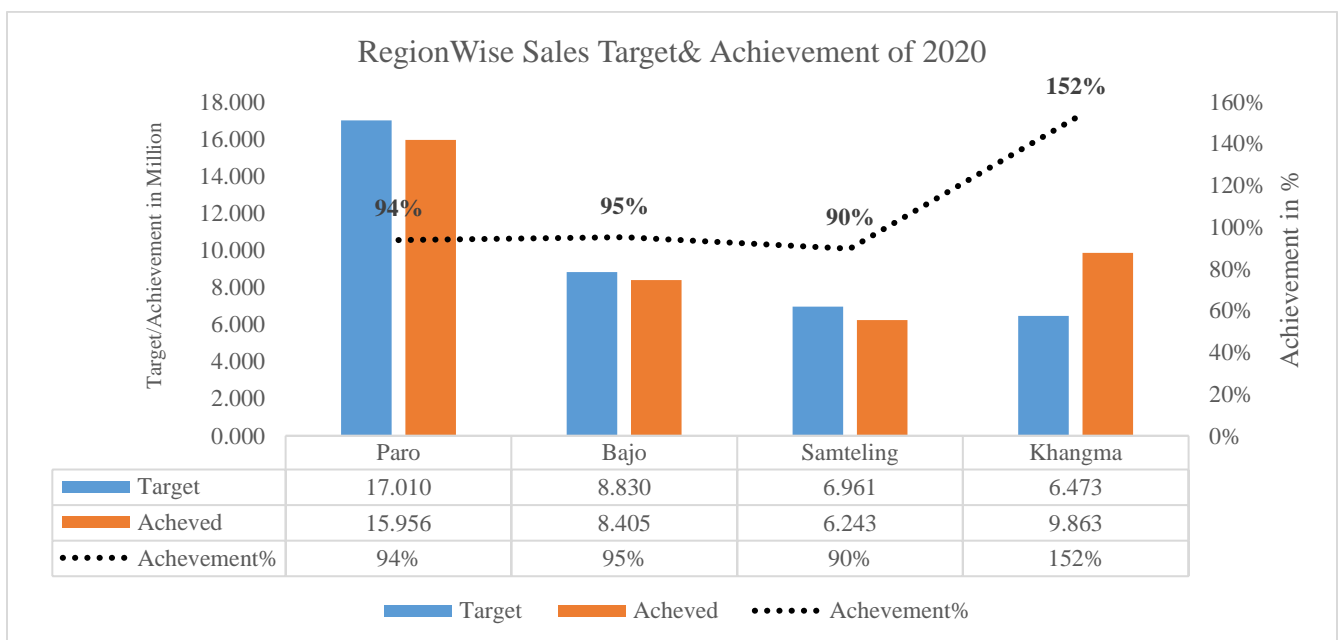 RegionWise Sales Target& Achievement of 2020
152%
94%
95%
90%
18.000
16.000
14.000
12.000
10.000
8.000
6.000
4.000
2.000
0.000
Target/Achievement in Million
160%
140%
120%
100%
80%
60%
40%
20%
0%
Achievement in %
Paro Bajo Samteling Khangma
Target 17.010 8.830 6.961 6.473
Acheved 15.956 8.405 6.243 9.863
Achevement% 94% 95% 90% 152%
Target Acheved Achevement%